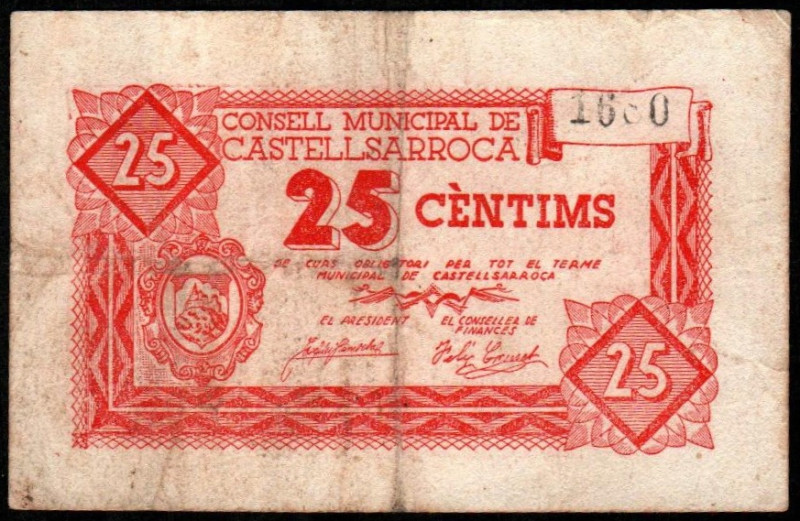 1680
CONSELL MUNICIPAL DE
CASTELLSARROCA
25
25 CÈNTIMS
DE CURS OBLIGATORI PER TOT EL TERME
MUNICIPAL DE CASTELLSARROCA
EL PRESIDENT
EL CONSELLER DE
FINANCES
25